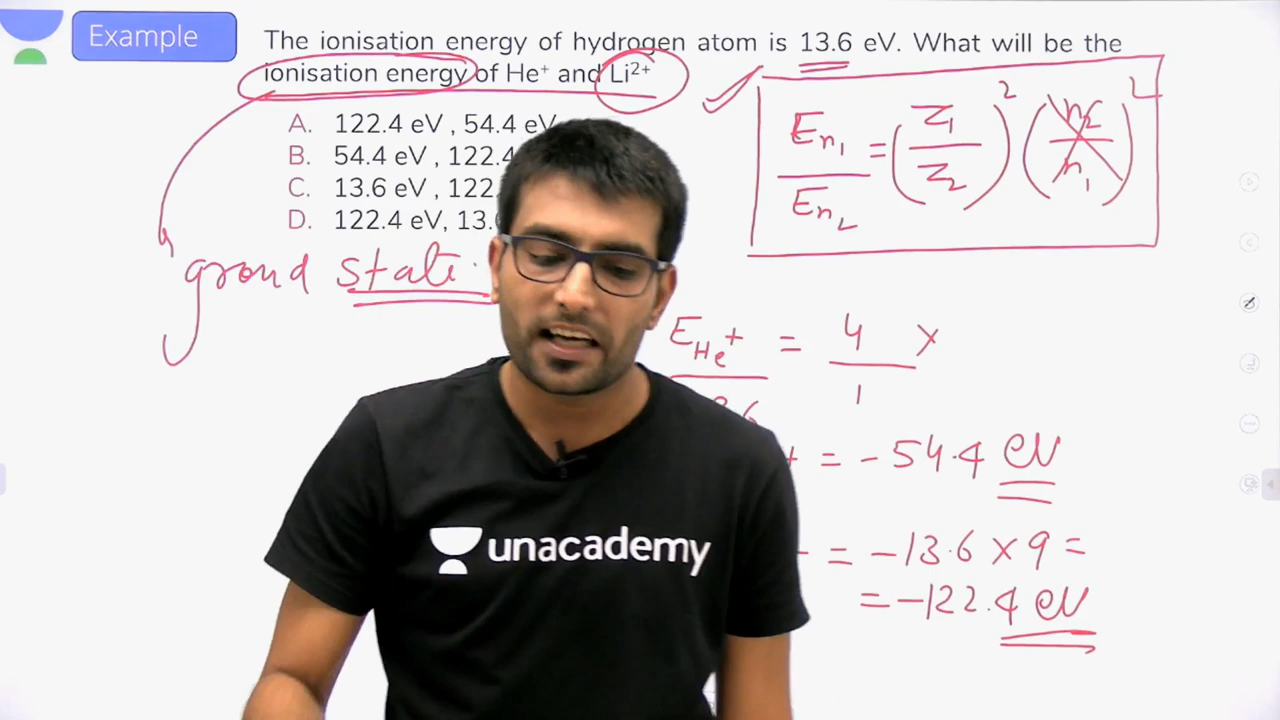 Example
The ionisation energy of hydrogen atom is 13.6 eV. What will be the
ionisation energy of He⁺ and Li²⁺
A. 122.4 eV , 54.4 eV
B. 54.4 eV , 122.4
C. 13.6 eV , 122.
D. 122.4 eV, 13.
En₁ / En₂ = (Z₁ / Z₂)² (n₂ / n₁)²
grond state
E He⁺ = 4 / 1 ×
+ = -54.4 eV
= -13.6 × 9 =
= -122.4 eV
unacademy